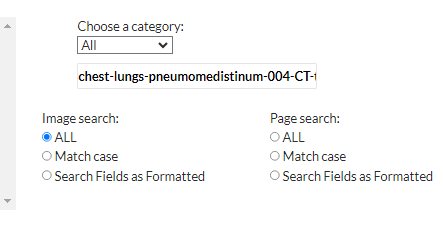 Choose a category:
All
chest-lungs-pneumomedistinum-004-CT-
Image search:
Page search:
ALL
ALL
Match case
Match case
Search Fields as Formatted
Search Fields as Formatted